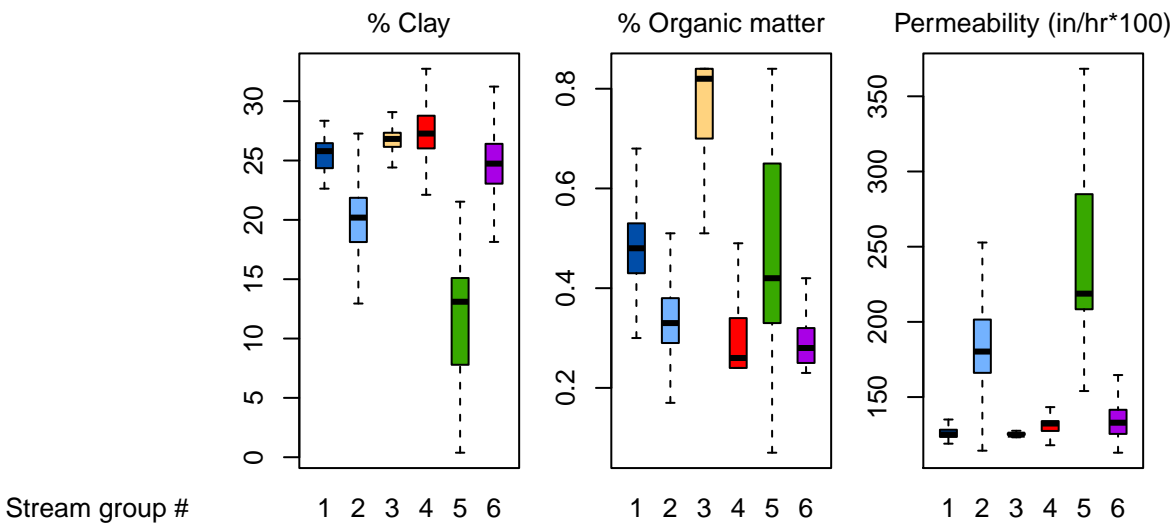 % Clay % Organic matter Permeability (in/hr*100)
0 5 10 15 20 25 30
0.2 0.4 0.6 0.8
150 200 250 300 350
Stream group # 1 2 3 4 5 6 1 2 3 4 5 6 1 2 3 4 5 6